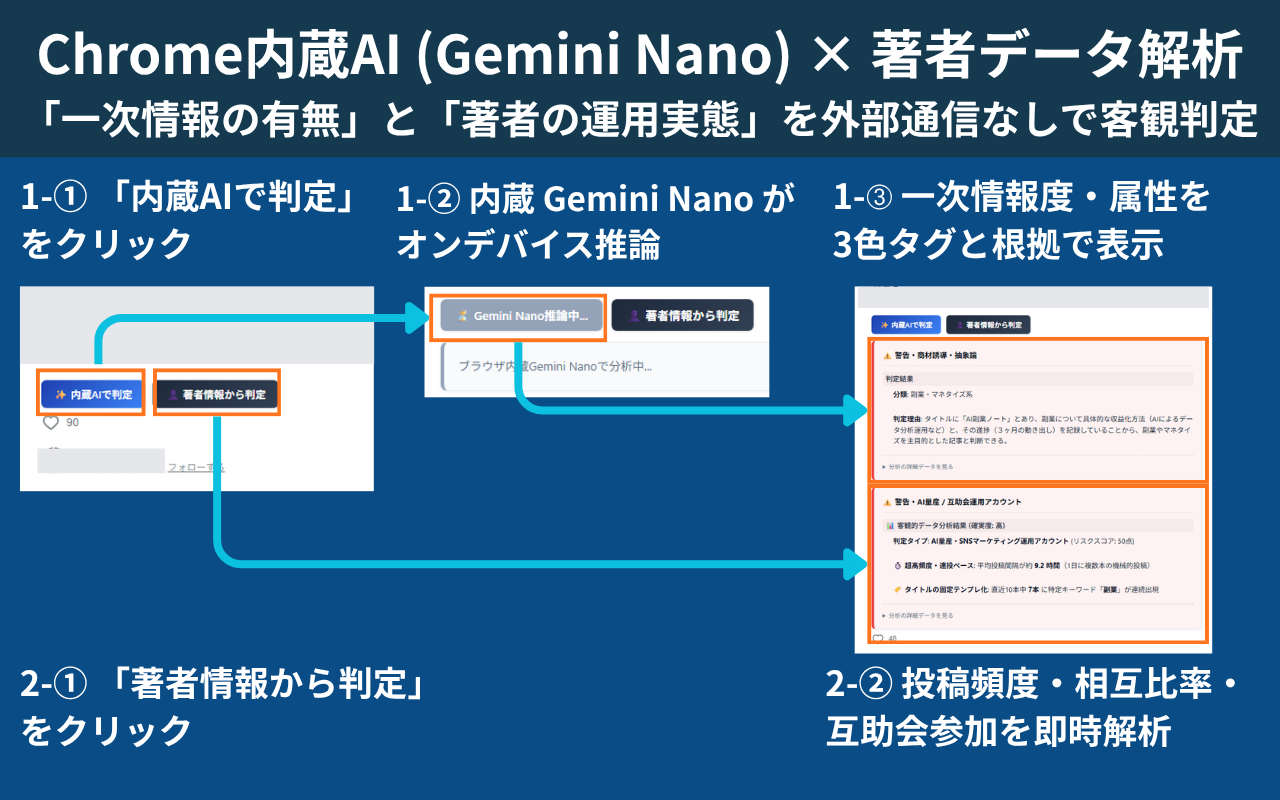 Chrome内蔵AI (Gemini Nano) × 著者データ解析
「一次情報の有無」と「著者の運用実態」を外部通信なしで客観判定
1-① 「内蔵AIで判定」
をクリック
1-② 内蔵 Gemini Nano が
オンデバイス推論
1-③ 一次情報度・属性を
3色タグと根拠で表示
✨ 内蔵AIで判定
👤 著者情報から判定
90
フォローする
⏳ Gemini Nano推論中...
👤 著者情報から判定
ブラウザ内蔵Gemini Nanoで分析中...
✨ 内蔵AIで判定
👤 著者情報から判定
⚠️ 警告・商材誘導・抽象論
判定結果
分類: 副業・マネタイズ系
判定理由: タイトルに「AI副業ノート」とあり、副業について具体的な収益化方法（AIによるデー
タ分析運用など）と、その進捗（３ヶ月の動き出し）を記録していることから、副業やマネタイ
ズを主目的とした記事と判断できる。
▶ 分析の詳細データを見る
⚠️ 警告・AI量産 / 互助会運用アカウント
📊 客観的データ分析結果 (確実度: 高)
判定タイプ: AI量産・SNSマーケティング運用アカウント (リスクスコア: 50点)
超高頻度・連投ペース: 平均投稿間隔が約 9.2 時間（1日に複数本の機械的投稿）
タイトルの固定テンプレ化: 直近10本中 7本 に特定キーワード「副業」が連続出現
▶ 分析の詳細データを見る
46
2-① 「著者情報から判定」
をクリック
2-② 投稿頻度・相互比率・
互助会参加を即時解析